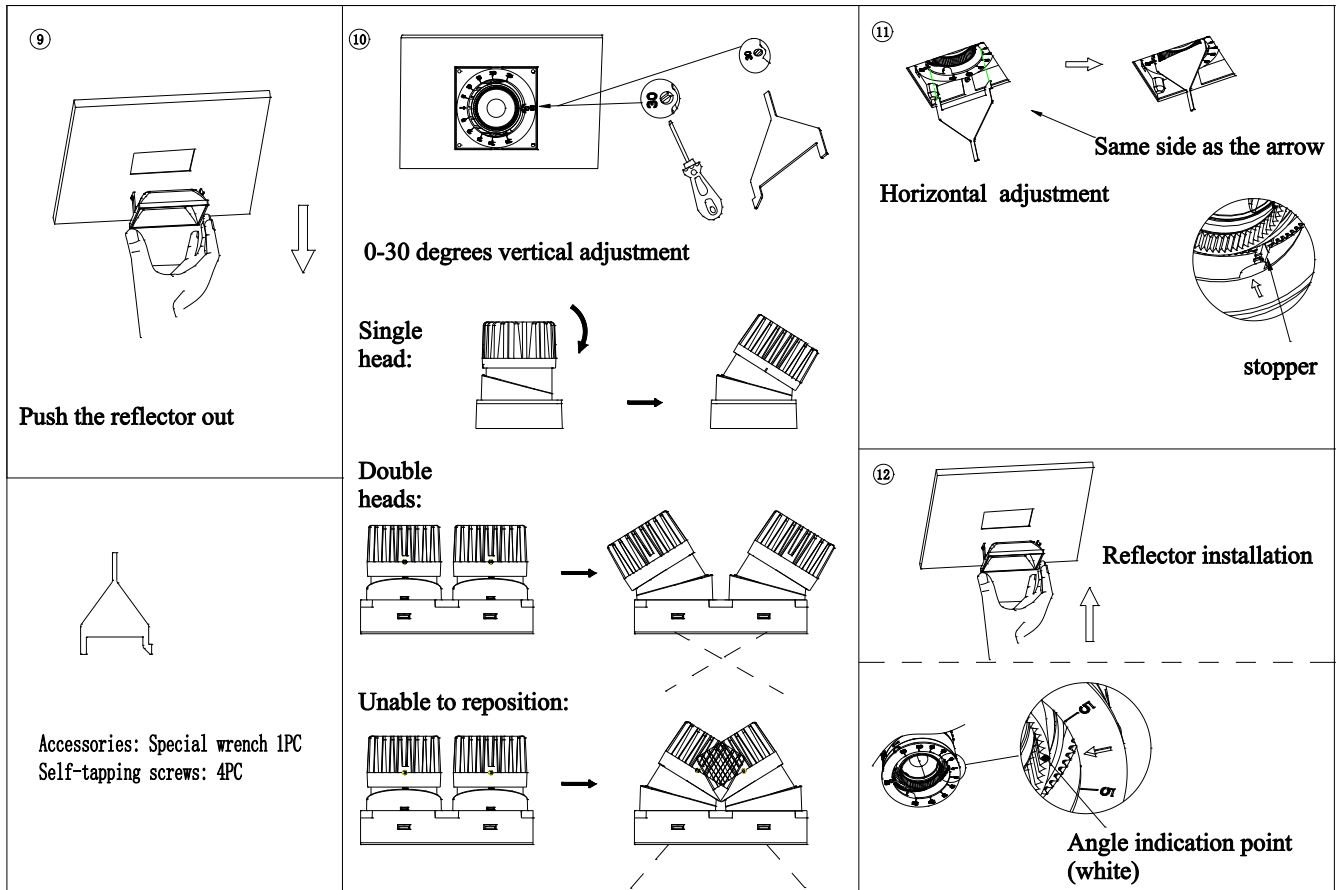 9
Push the reflector out
Accessories: Special wrench 1PC
Self-tapping screws: 4PC
10
30
30
0-30 degrees vertical adjustment
Single
head:
Double
heads:
Unable to reposition:
11
Same side as the arrow
Horizontal adjustment
stopper
12
Reflector installation
5
Angle indication point
(white)